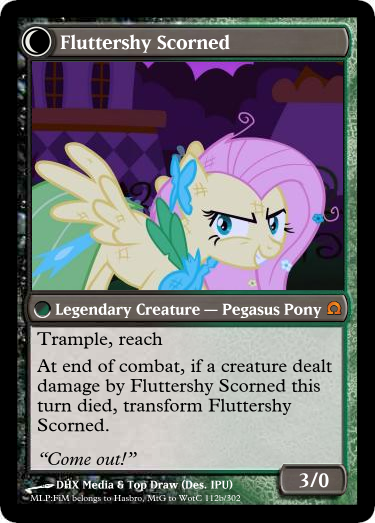 Fluttershy Scorned
Legendary Creature — Pegasus Pony
Trample, reach
At end of combat, if a creature dealt
damage by Fluttershy Scorned this
turn died, transform Fluttershy
Scorned.
“Come out!”
DHX Media & Top Draw (Des. IPU)
MLP:FiM belongs to Hasbro, MtG to WotC 112b/302
3/0